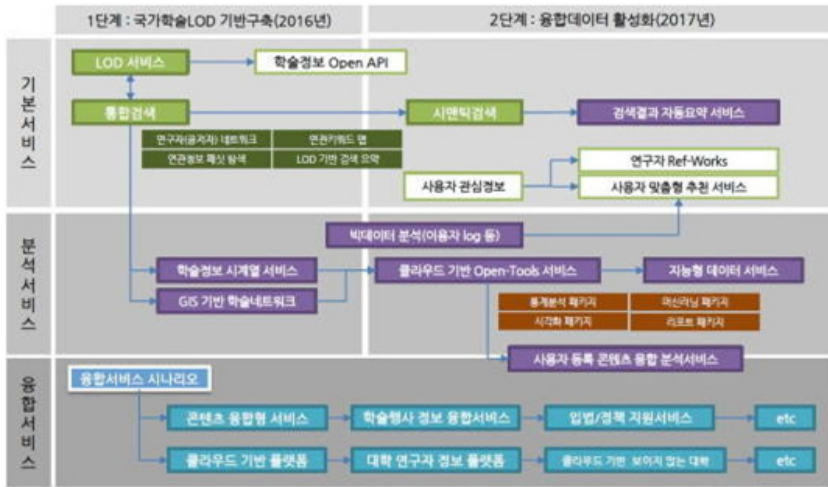 1단계 : 국가학술LOD 기반구축(2016년)
2단계 : 융합데이터 활성화(2017년)
기본서비스
LOD 서비스
학술정보 Open API
통합검색
시맨틱검색
검색결과 자동요약 서비스
연구자(공저자) 네트워크
연관키워드 맵
연관정보 패싯 탐색
LOD 기반 검색 요약
연구자 Ref-Works
사용자 관심정보
사용자 맞춤형 추천 서비스
분석서비스
빅데이터 분석(이용자 log 등)
학술정보 시계열 서비스
클라우드 기반 Open-Tools 서비스
지능형 데이터 서비스
GIS 기반 학술네트워크
통계분석 패키지
머신러닝 패키지
시각화 패키지
리포트 패키지
사용자 등록 콘텐츠 융합 분석서비스
융합서비스
융합서비스 시나리오
콘텐츠 융합형 서비스
학술행사 정보 융합서비스
입법/정책 지원서비스
etc
클라우드 기반 플랫폼
대학 연구자 정보 플랫폼
클라우드 기반 보이지 않는 대학
etc